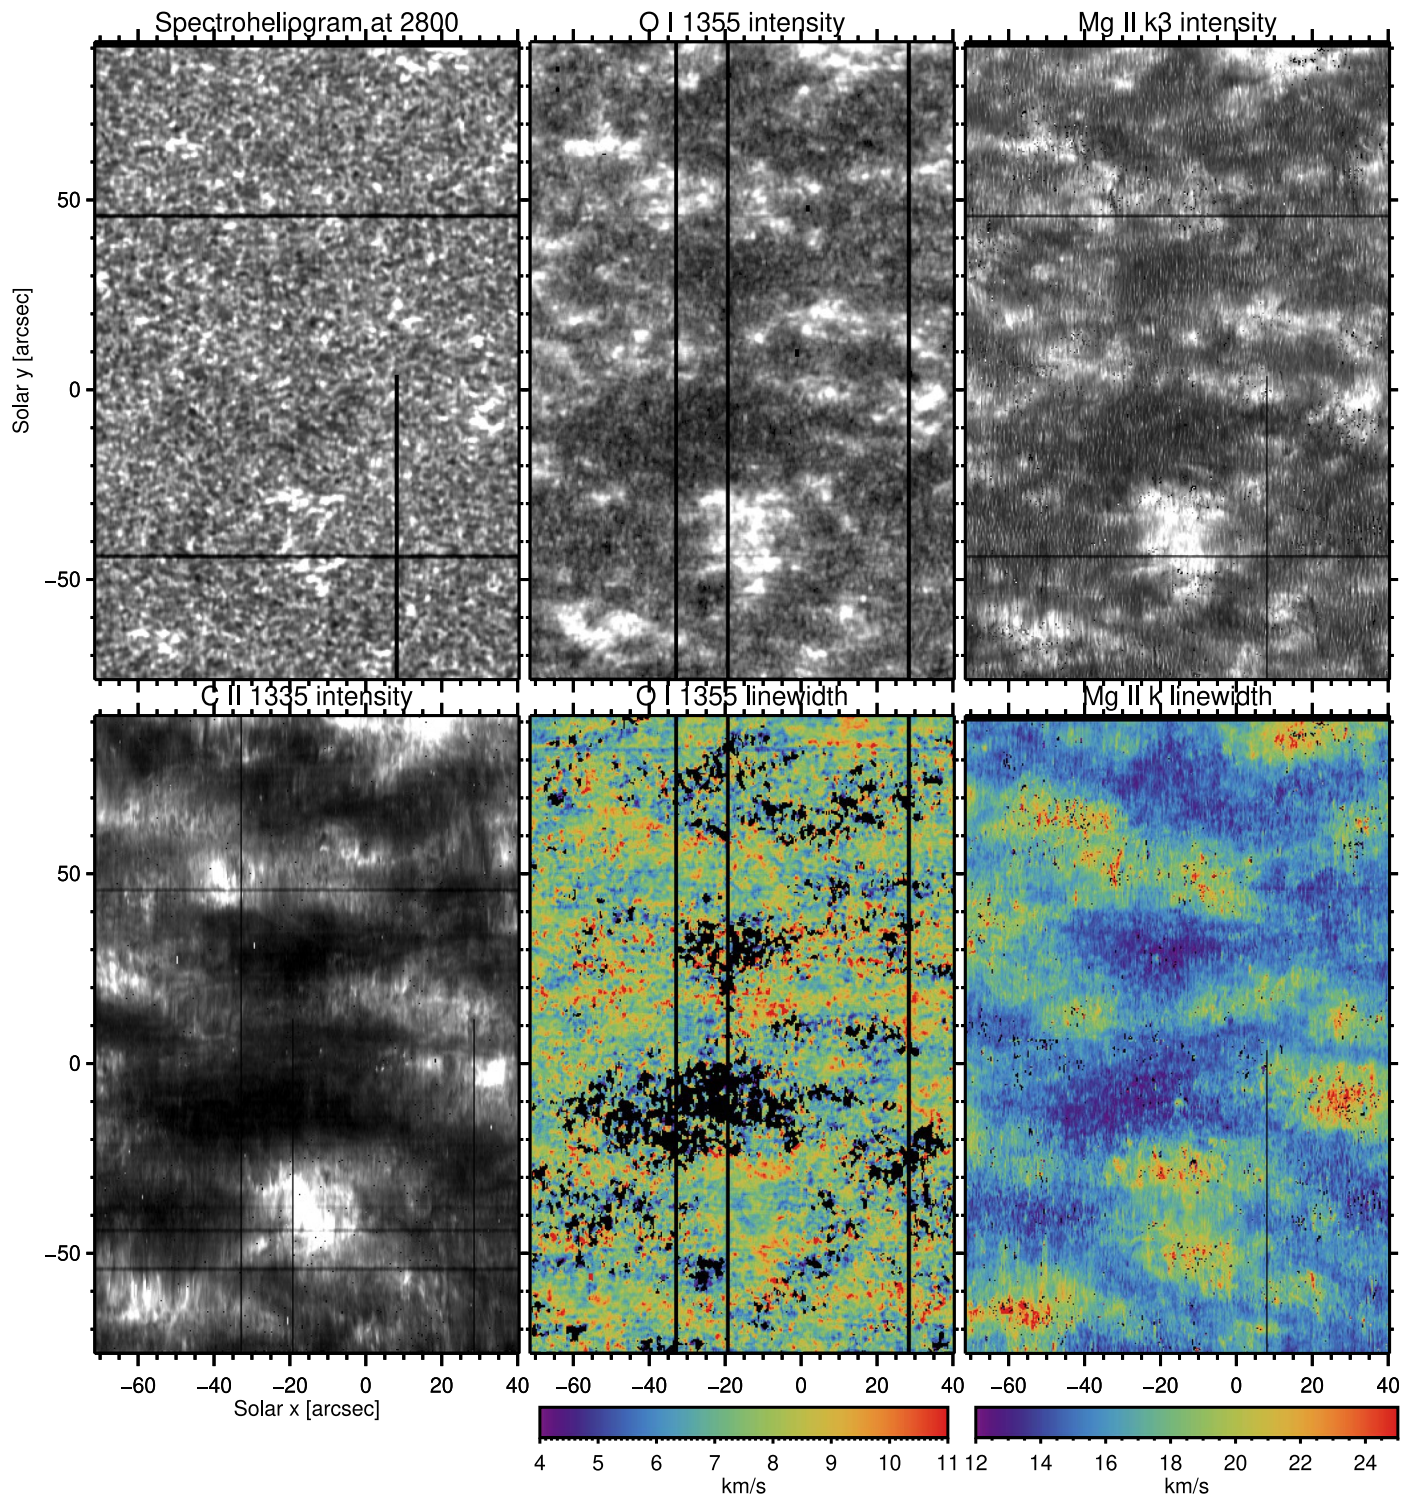 Spectroheliogram at 2800
O I 1355 intensity
Mg II k3 intensity
50
0
−50
Solar y [arcsec]
C II 1335 intensity
O I 1355 linewidth
Mg II k linewidth
50
0
−50
−60 −40 −20 0 20 40
−60 −40 −20 0 20 40
−60 −40 −20 0 20 40
Solar x [arcsec]
4 5 6 7 8 9 10 11
12 14 16 18 20 22 24
km/s
km/s